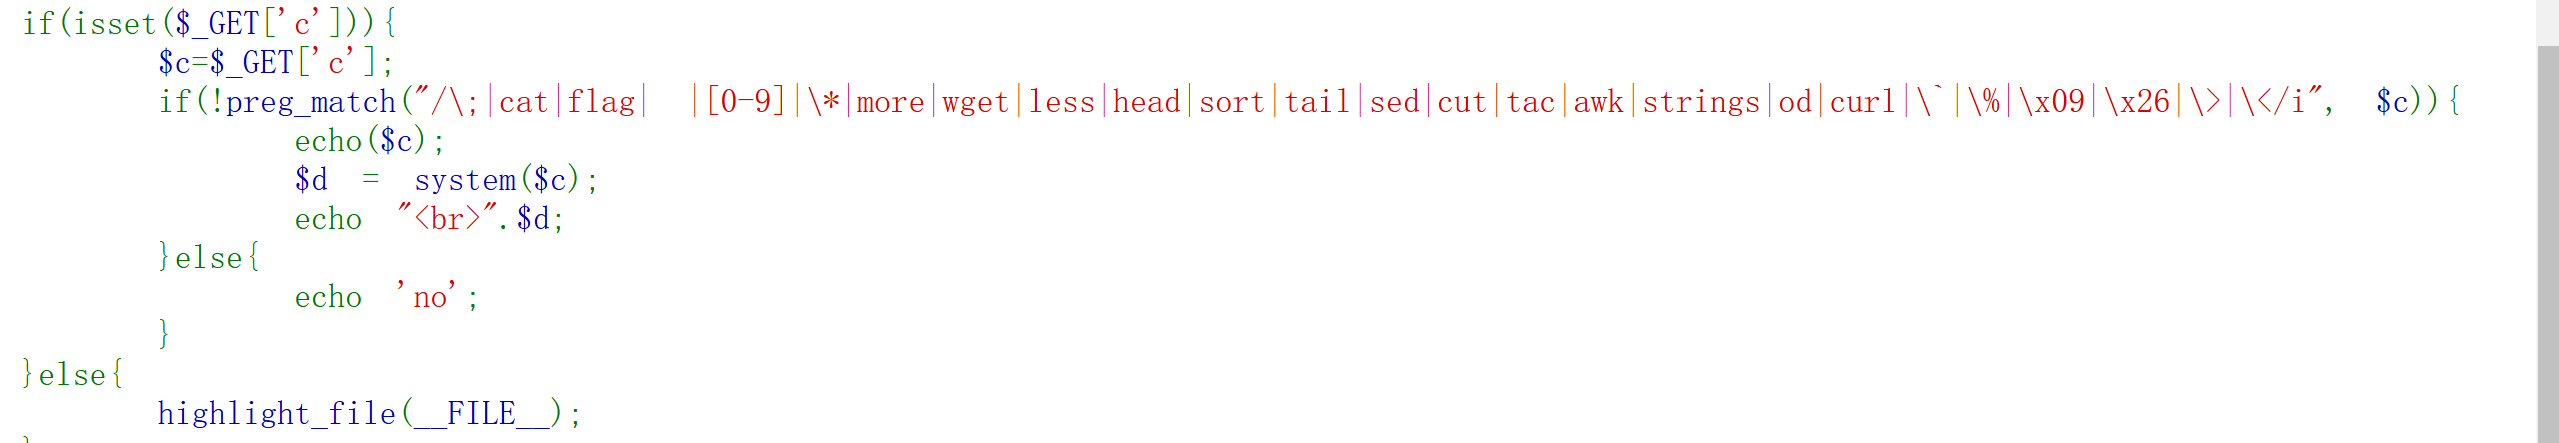 if(isset($_GET['c'])){
$c=$_GET['c'];
if(!preg_match("/\;|cat|flag| |[0-9]|\*|more|wget|less|head|sort|tail|sed|cut|tac|awk|strings|od|curl|\`|\%|\x09|\x26|\>|\</i", $c)){
echo($c);
$d = system($c);
echo "<br>".$d;
}else{
echo 'no';
}
}else{
highlight_file(__FILE__);